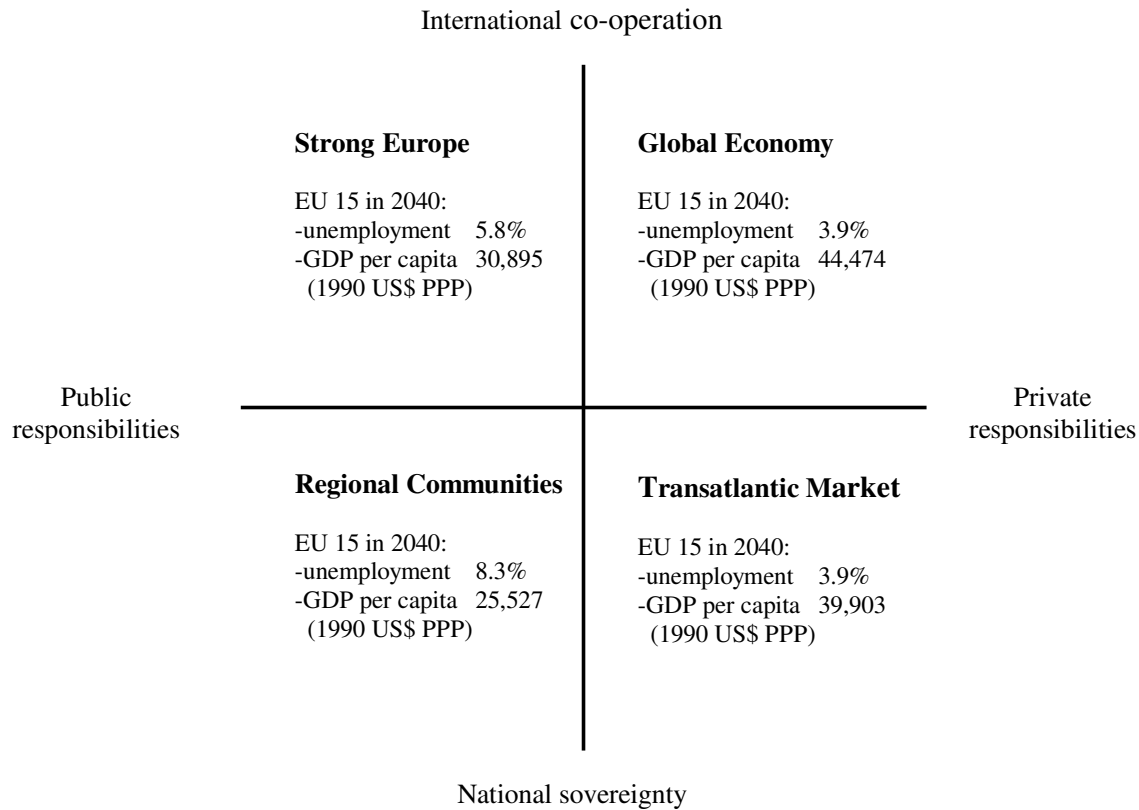 International co-operation
Strong Europe
EU 15 in 2040:
-unemployment 5.8%
-GDP per capita 30,895
(1990 US$ PPP)
Global Economy
EU 15 in 2040:
-unemployment 3.9%
-GDP per capita 44,474
(1990 US$ PPP)
Public
responsibilities
Private
responsibilities
Regional Communities
EU 15 in 2040:
-unemployment 8.3%
-GDP per capita 25,527
(1990 US$ PPP)
Transatlantic Market
EU 15 in 2040:
-unemployment 3.9%
-GDP per capita 39,903
(1990 US$ PPP)
National sovereignty